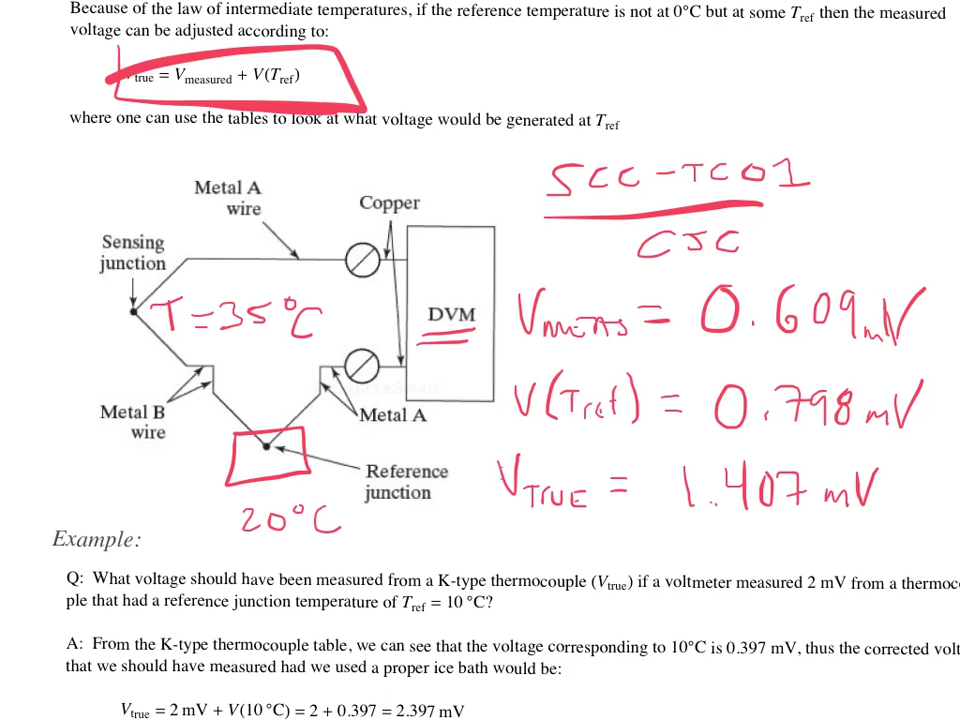 Because of the law of intermediate temperatures, if the reference temperature is not at 0°C but at some Tref then the measured
voltage can be adjusted according to:
true = Vmeasured + V(Tref)
where one can use the tables to look at what voltage would be generated at Tref
SCC-TC01
CJC
Metal A
wire
Copper
Sensing
junction
T=35°C
DVM
VMEAS = 0.609mV
V(Tref) = 0.798mV
Metal B
wire
Metal A
Reference
junction
VTRUE = 1.407 mV
20°C
Example:
Q: What voltage should have been measured from a K-type thermocouple (Vtrue) if a voltmeter measured 2 mV from a thermoc
ple that had a reference junction temperature of Tref = 10 °C?
A: From the K-type thermocouple table, we can see that the voltage corresponding to 10°C is 0.397 mV, thus the corrected volt
that we should have measured had we used a proper ice bath would be:
Vtrue = 2 mV + V(10 °C) = 2 + 0.397 = 2.397 mV